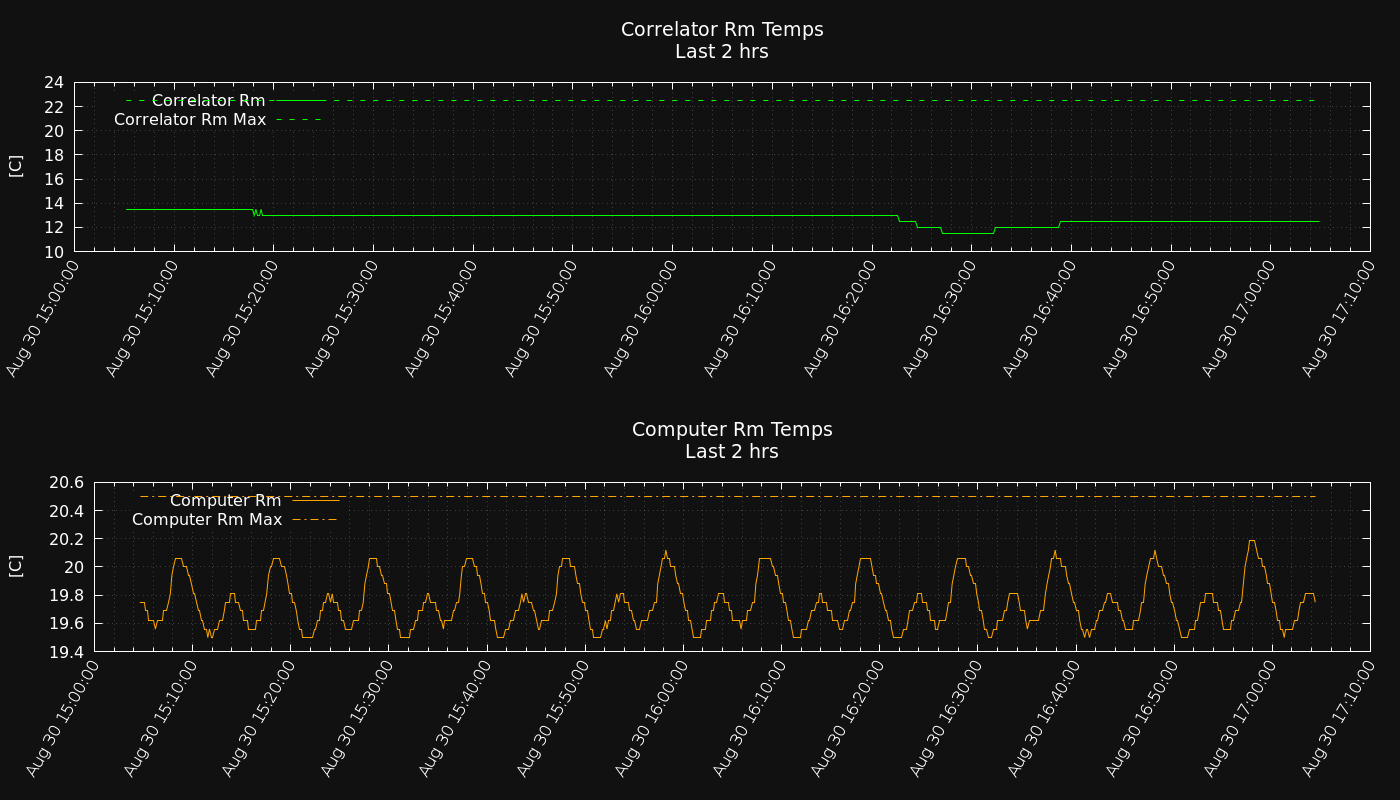 Correlator Rm Temps
Last 2 hrs
24
22
20
18
16
14
12
10
[C]
Correlator Rm
Correlator Rm Max
Aug 30 15:00:00
Aug 30 15:10:00
Aug 30 15:20:00
Aug 30 15:30:00
Aug 30 15:40:00
Aug 30 15:50:00
Aug 30 16:00:00
Aug 30 16:10:00
Aug 30 16:20:00
Aug 30 16:30:00
Aug 30 16:40:00
Aug 30 16:50:00
Aug 30 17:00:00
Aug 30 17:10:00
Computer Rm Temps
Last 2 hrs
20.6
20.4
20.2
20
19.8
19.6
19.4
[C]
Computer Rm
Computer Rm Max
Aug 30 15:00:00
Aug 30 15:10:00
Aug 30 15:20:00
Aug 30 15:30:00
Aug 30 15:40:00
Aug 30 15:50:00
Aug 30 16:00:00
Aug 30 16:10:00
Aug 30 16:20:00
Aug 30 16:30:00
Aug 30 16:40:00
Aug 30 16:50:00
Aug 30 17:00:00
Aug 30 17:10:00